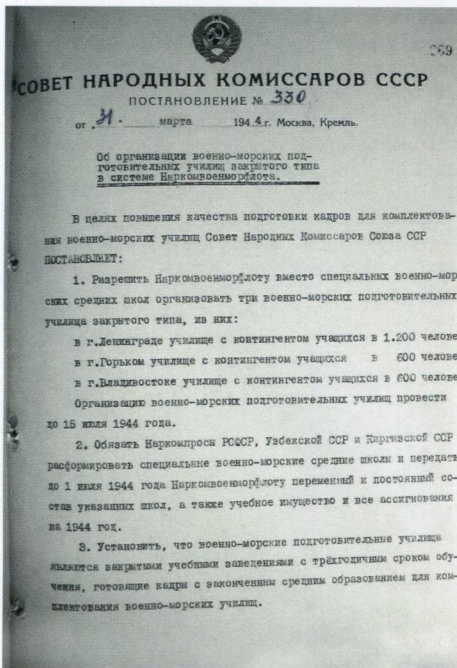 269
СОВЕТ НАРОДНЫХ КОМИССАРОВ СССР
ПОСТАНОВЛЕНИЕ № 330
от „31- марта 1944 г. Москва, Кремль.
Об организации военно-морских под-
готовительных училищ закрытого типа
в системе Наркомвоенморфлота.
В целях повышения качества подготовки кадров для комплектова-
ния военно-морских училищ Совет Народных Комиссаров Союза ССР
ПОСТАНОВЛЯЕТ:
1. Разрешить Наркомвоенморфлоту вместо специальных военно-мор
ских средних школ организовать три военно-морских подготовительных
училища закрытого типа, из них:
в г.Ленинграде училище с контингентом учащихся в 1.200 челове
в г.Горьком училище с контингентом учащихся в 600 челове
в г.Владивостоке училище с контингентом учащихся в 600 челове
Организацию военно-морских подготовительных училищ провести
до 15 июля 1944 года.
2. Обязать Наркомпросы РСФСР, Узбекской ССР и Киргизской ССР
расформировать специальные военно-морские средние школы и передать
до 1 июля 1944 года Наркомвоенморфлоту переменный и постоянный со-
став указанных школ, а также учебное имущество и все ассигнования
на 1944 год.
3. Установить, что военно-морские подготовительные училища
являются закрытыми учебными заведениями с трёхгодичным сроком обу-
чения, готовящие кадры с законченным средним образованием для ком-
плектования военно-морских училищ.